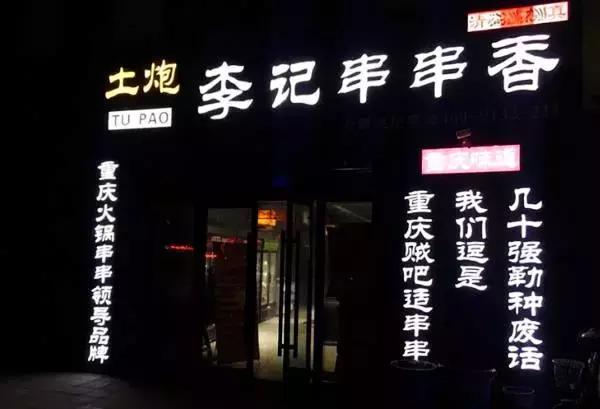 土炮
TU PAO
李记串串香
重庆火锅串串领导品牌
重庆味道
几十强勒种废话
我们逗是
重庆贼吧适串串